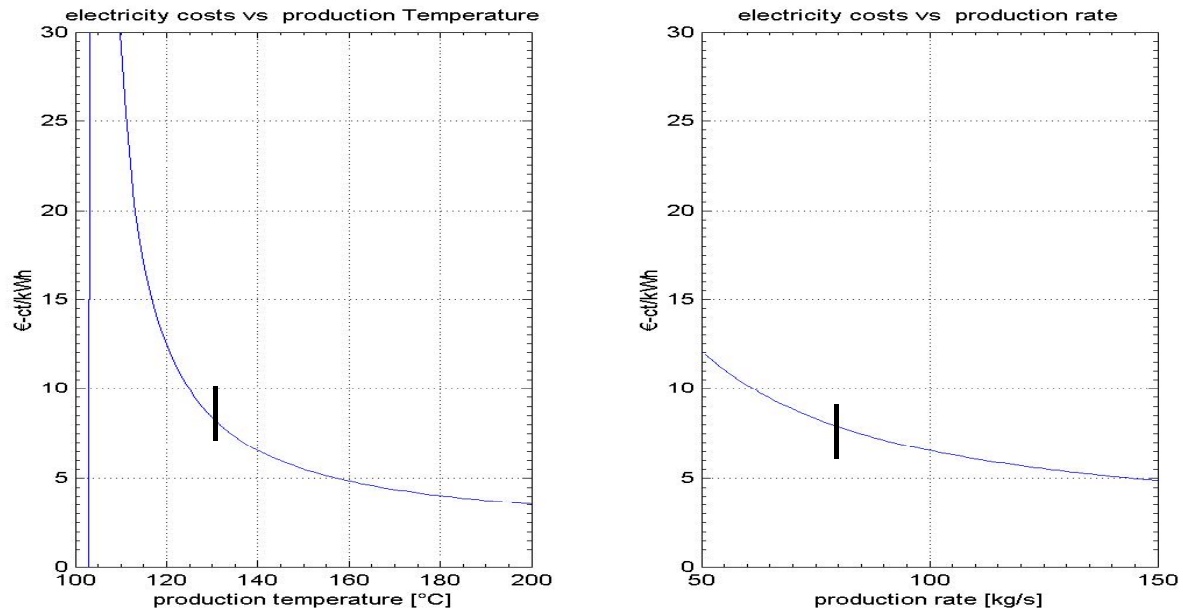 electricity costs vs  production Temperature
30
25
20
15
10
5
0
€-ct/kWh
100 120 140 160 180 200
production temperature [°C]
electricity costs vs  production rate
30
25
20
15
10
5
0
€-ct/kWh
50 100 150
production rate [kg/s]